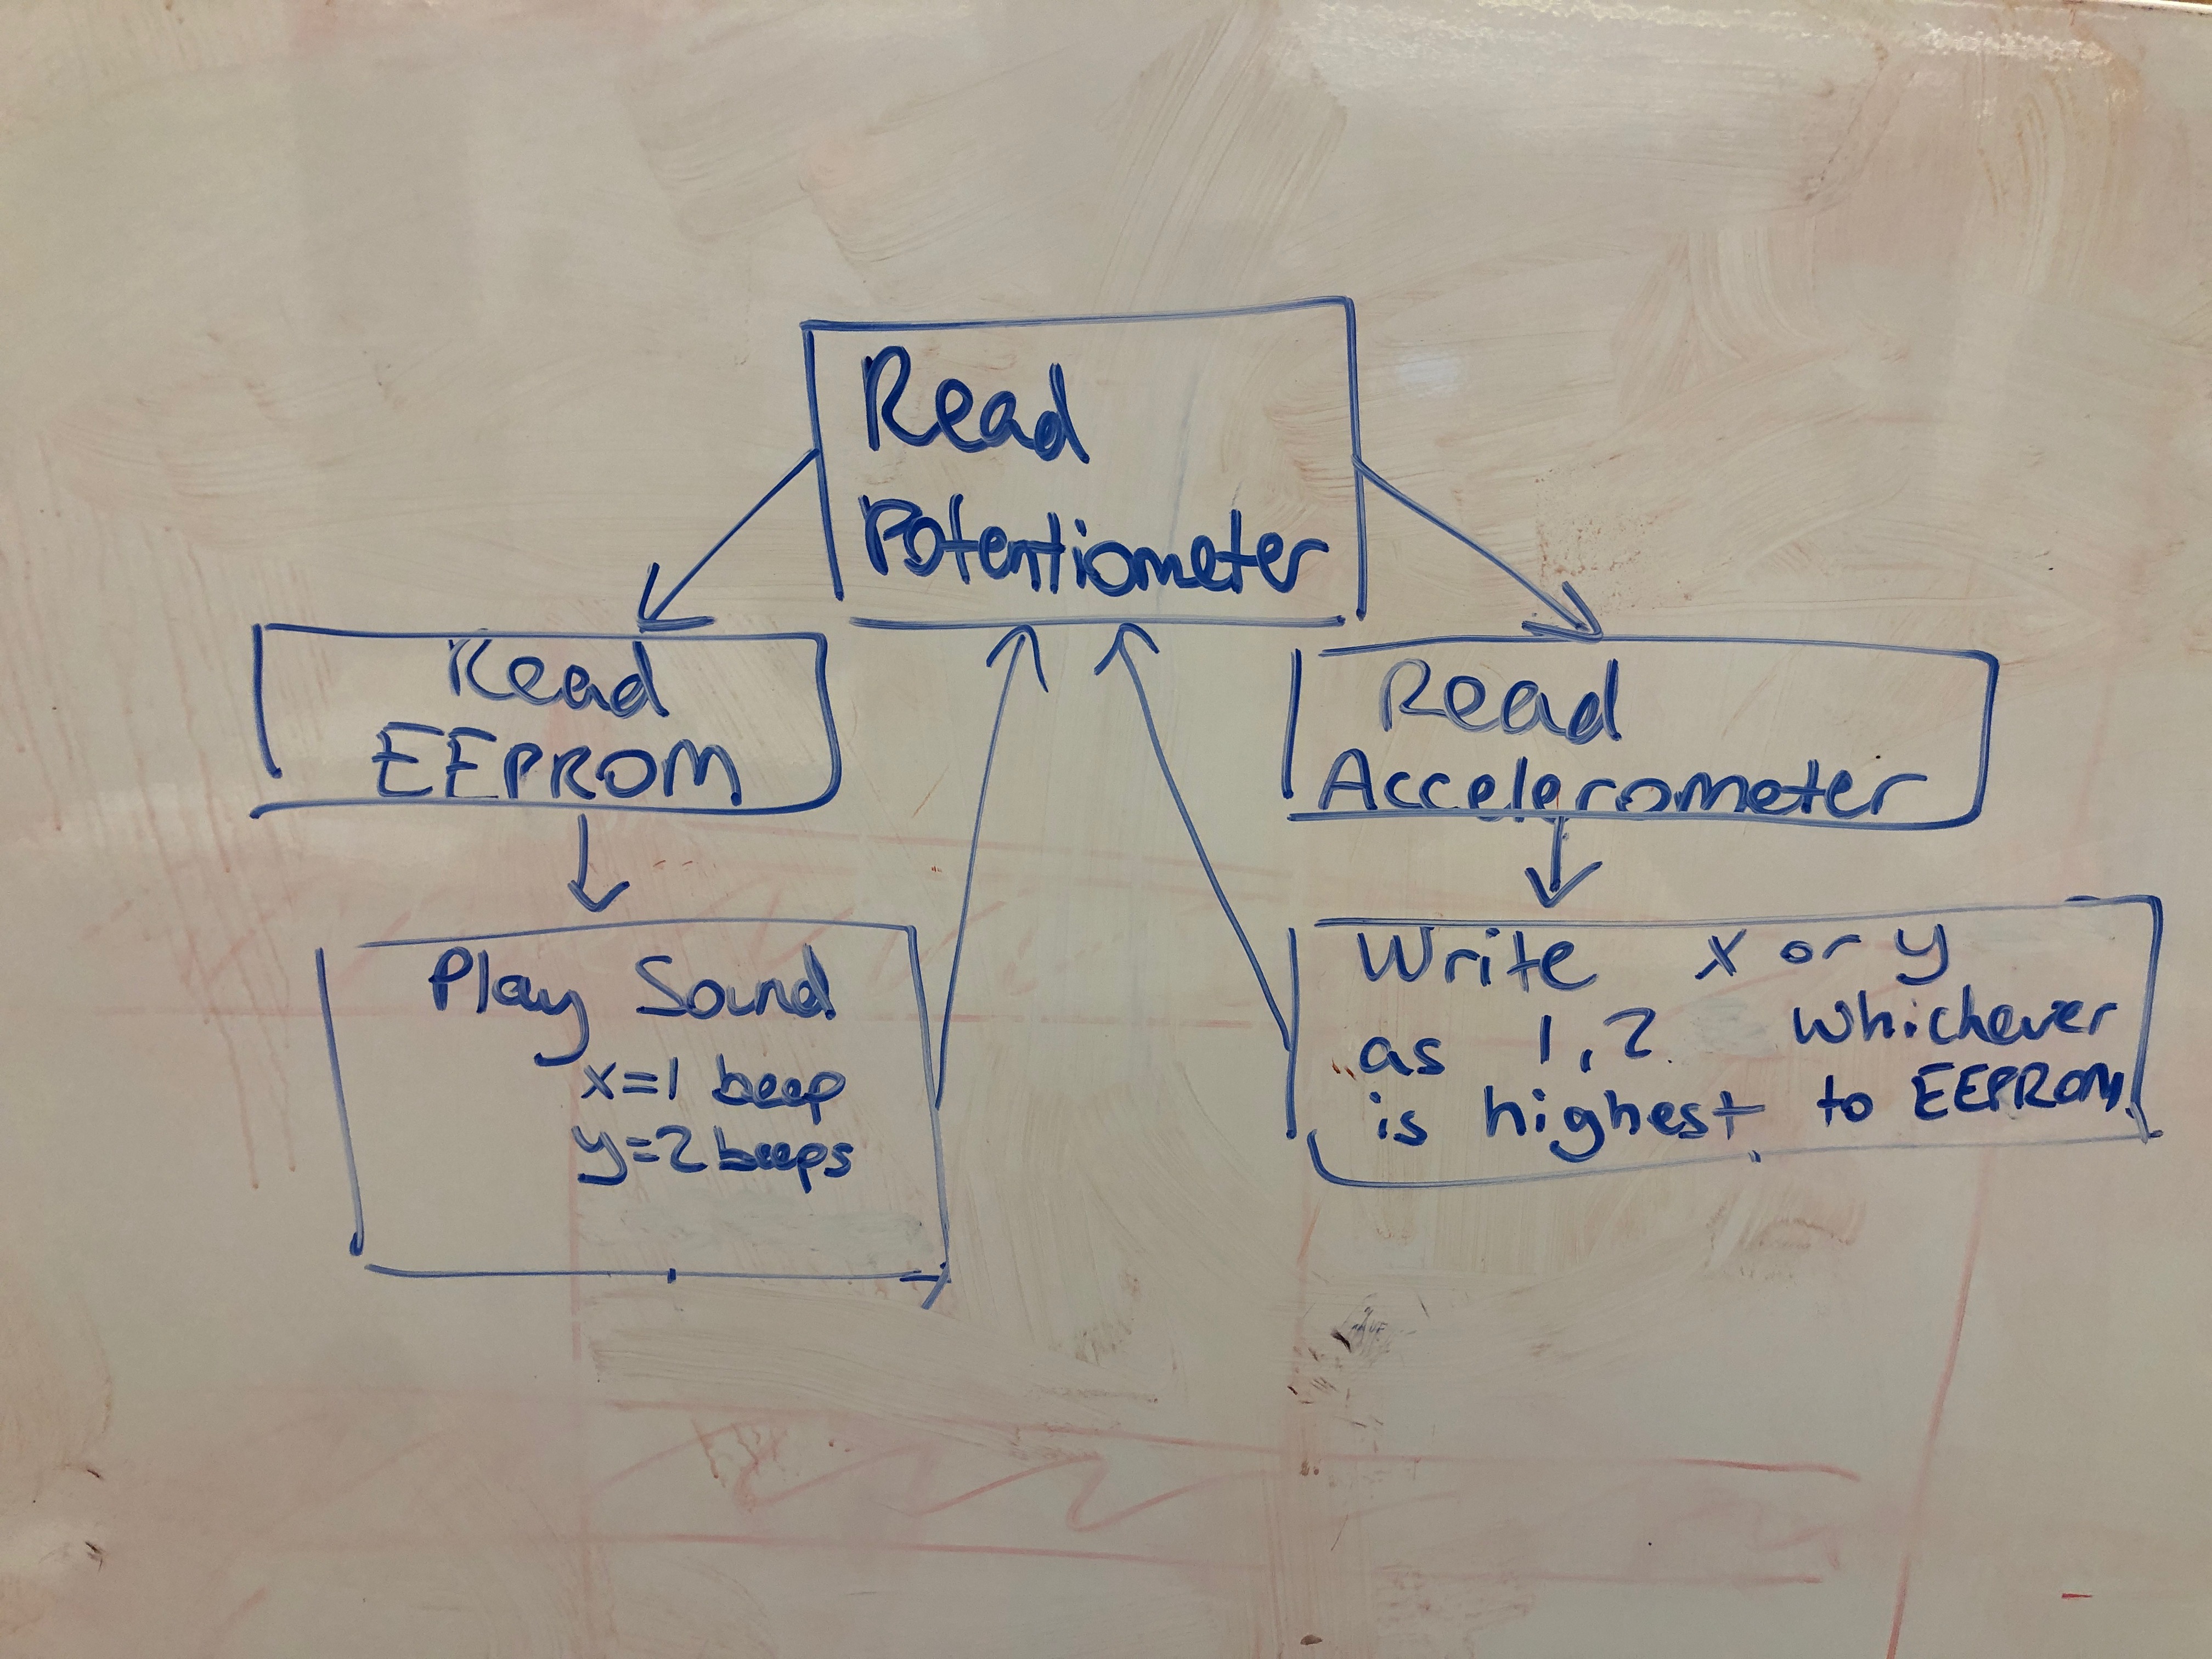 Read
Potentiometer
Read
EEPROM
Read
Accelerometer
Play Sound
x=1 beep
y=2 beeps
Write x or y
as 1,2 whichever
is highest to EEPROM.